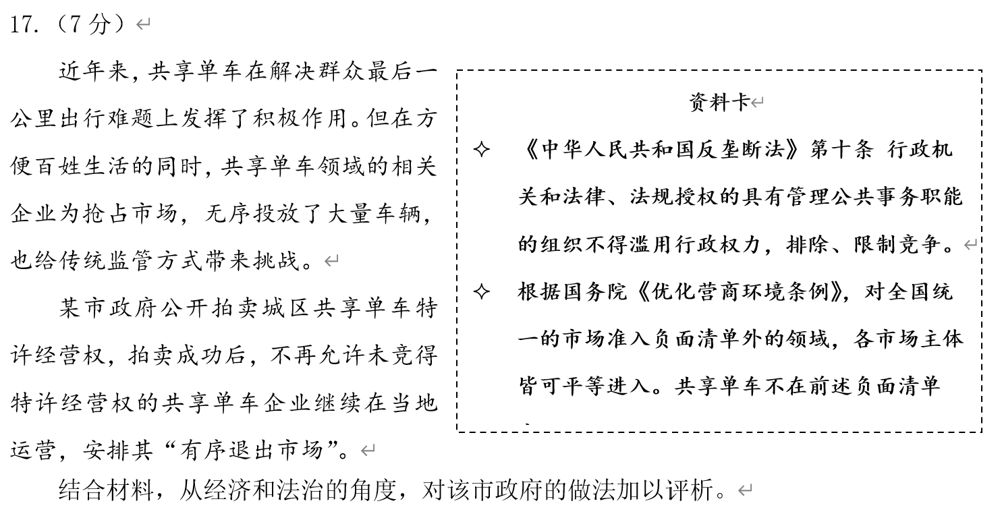 17.（7 分）
近年来，共享单车在解决群众最后一
公里出行难题上发挥了积极作用。但在方
便百姓生活的同时，共享单车领域的相关
企业为抢占市场，无序投放了大量车辆，
也给传统监管方式带来挑战。
某市政府公开拍卖城区共享单车特
许经营权，拍卖成功后，不再允许未竞得
特许经营权的共享单车企业继续在当地
运营，安排其“有序退出市场”。
资料卡
✧ 《中华人民共和国反垄断法》第十条 行政机
关和法律、法规授权的具有管理公共事务职能
的组织不得滥用行政权力，排除、限制竞争。
✧ 根据国务院《优化营商环境条例》，对全国统
一的市场准入负面清单外的领域，各市场主体
皆可平等进入。共享单车不在前述负面清单
结合材料，从经济和法治的角度，对该市政府的做法加以评析。